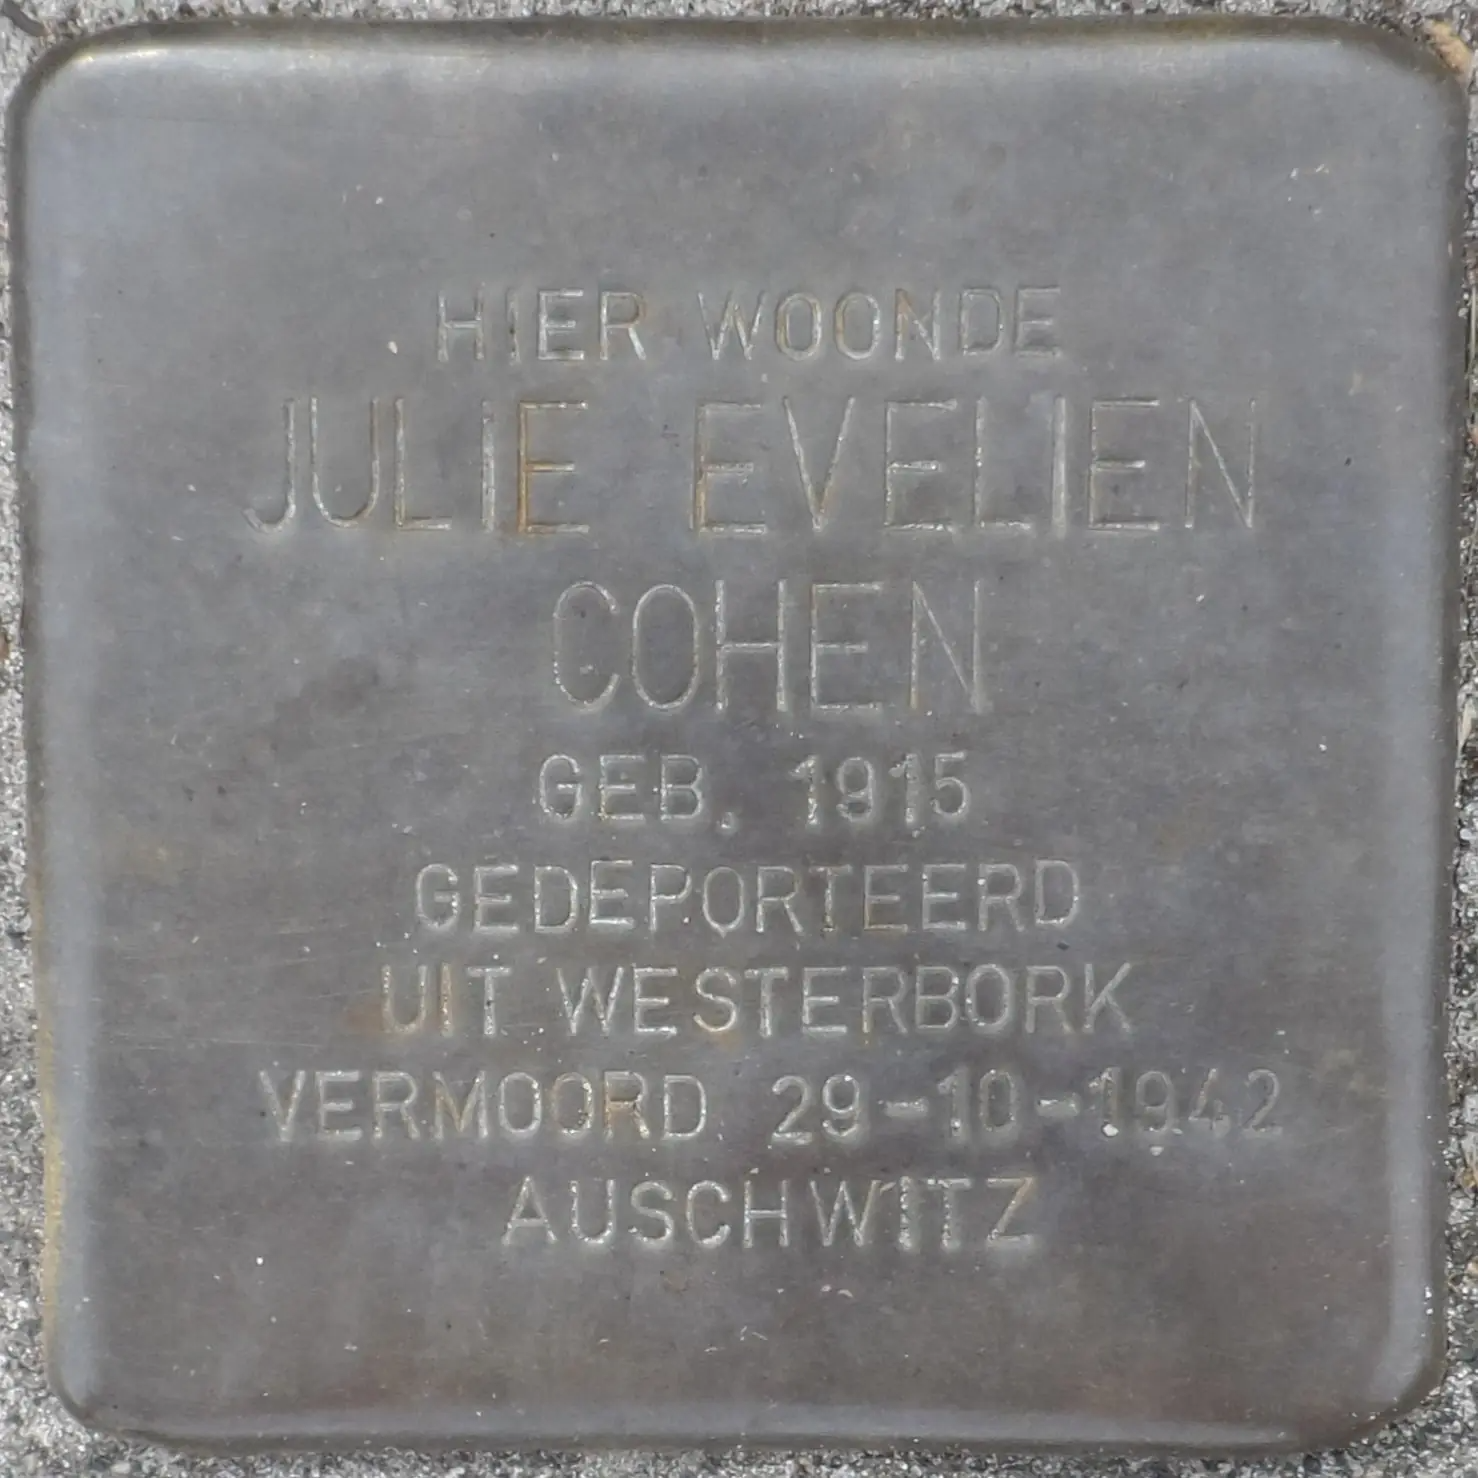 HIER WOONDE
JULIE EVELIEN
COHEN
GEB. 1915
GEDEPORTEERD
UIT WESTERBORK
VERMOORD 29-10-1942
AUSCHWITZ